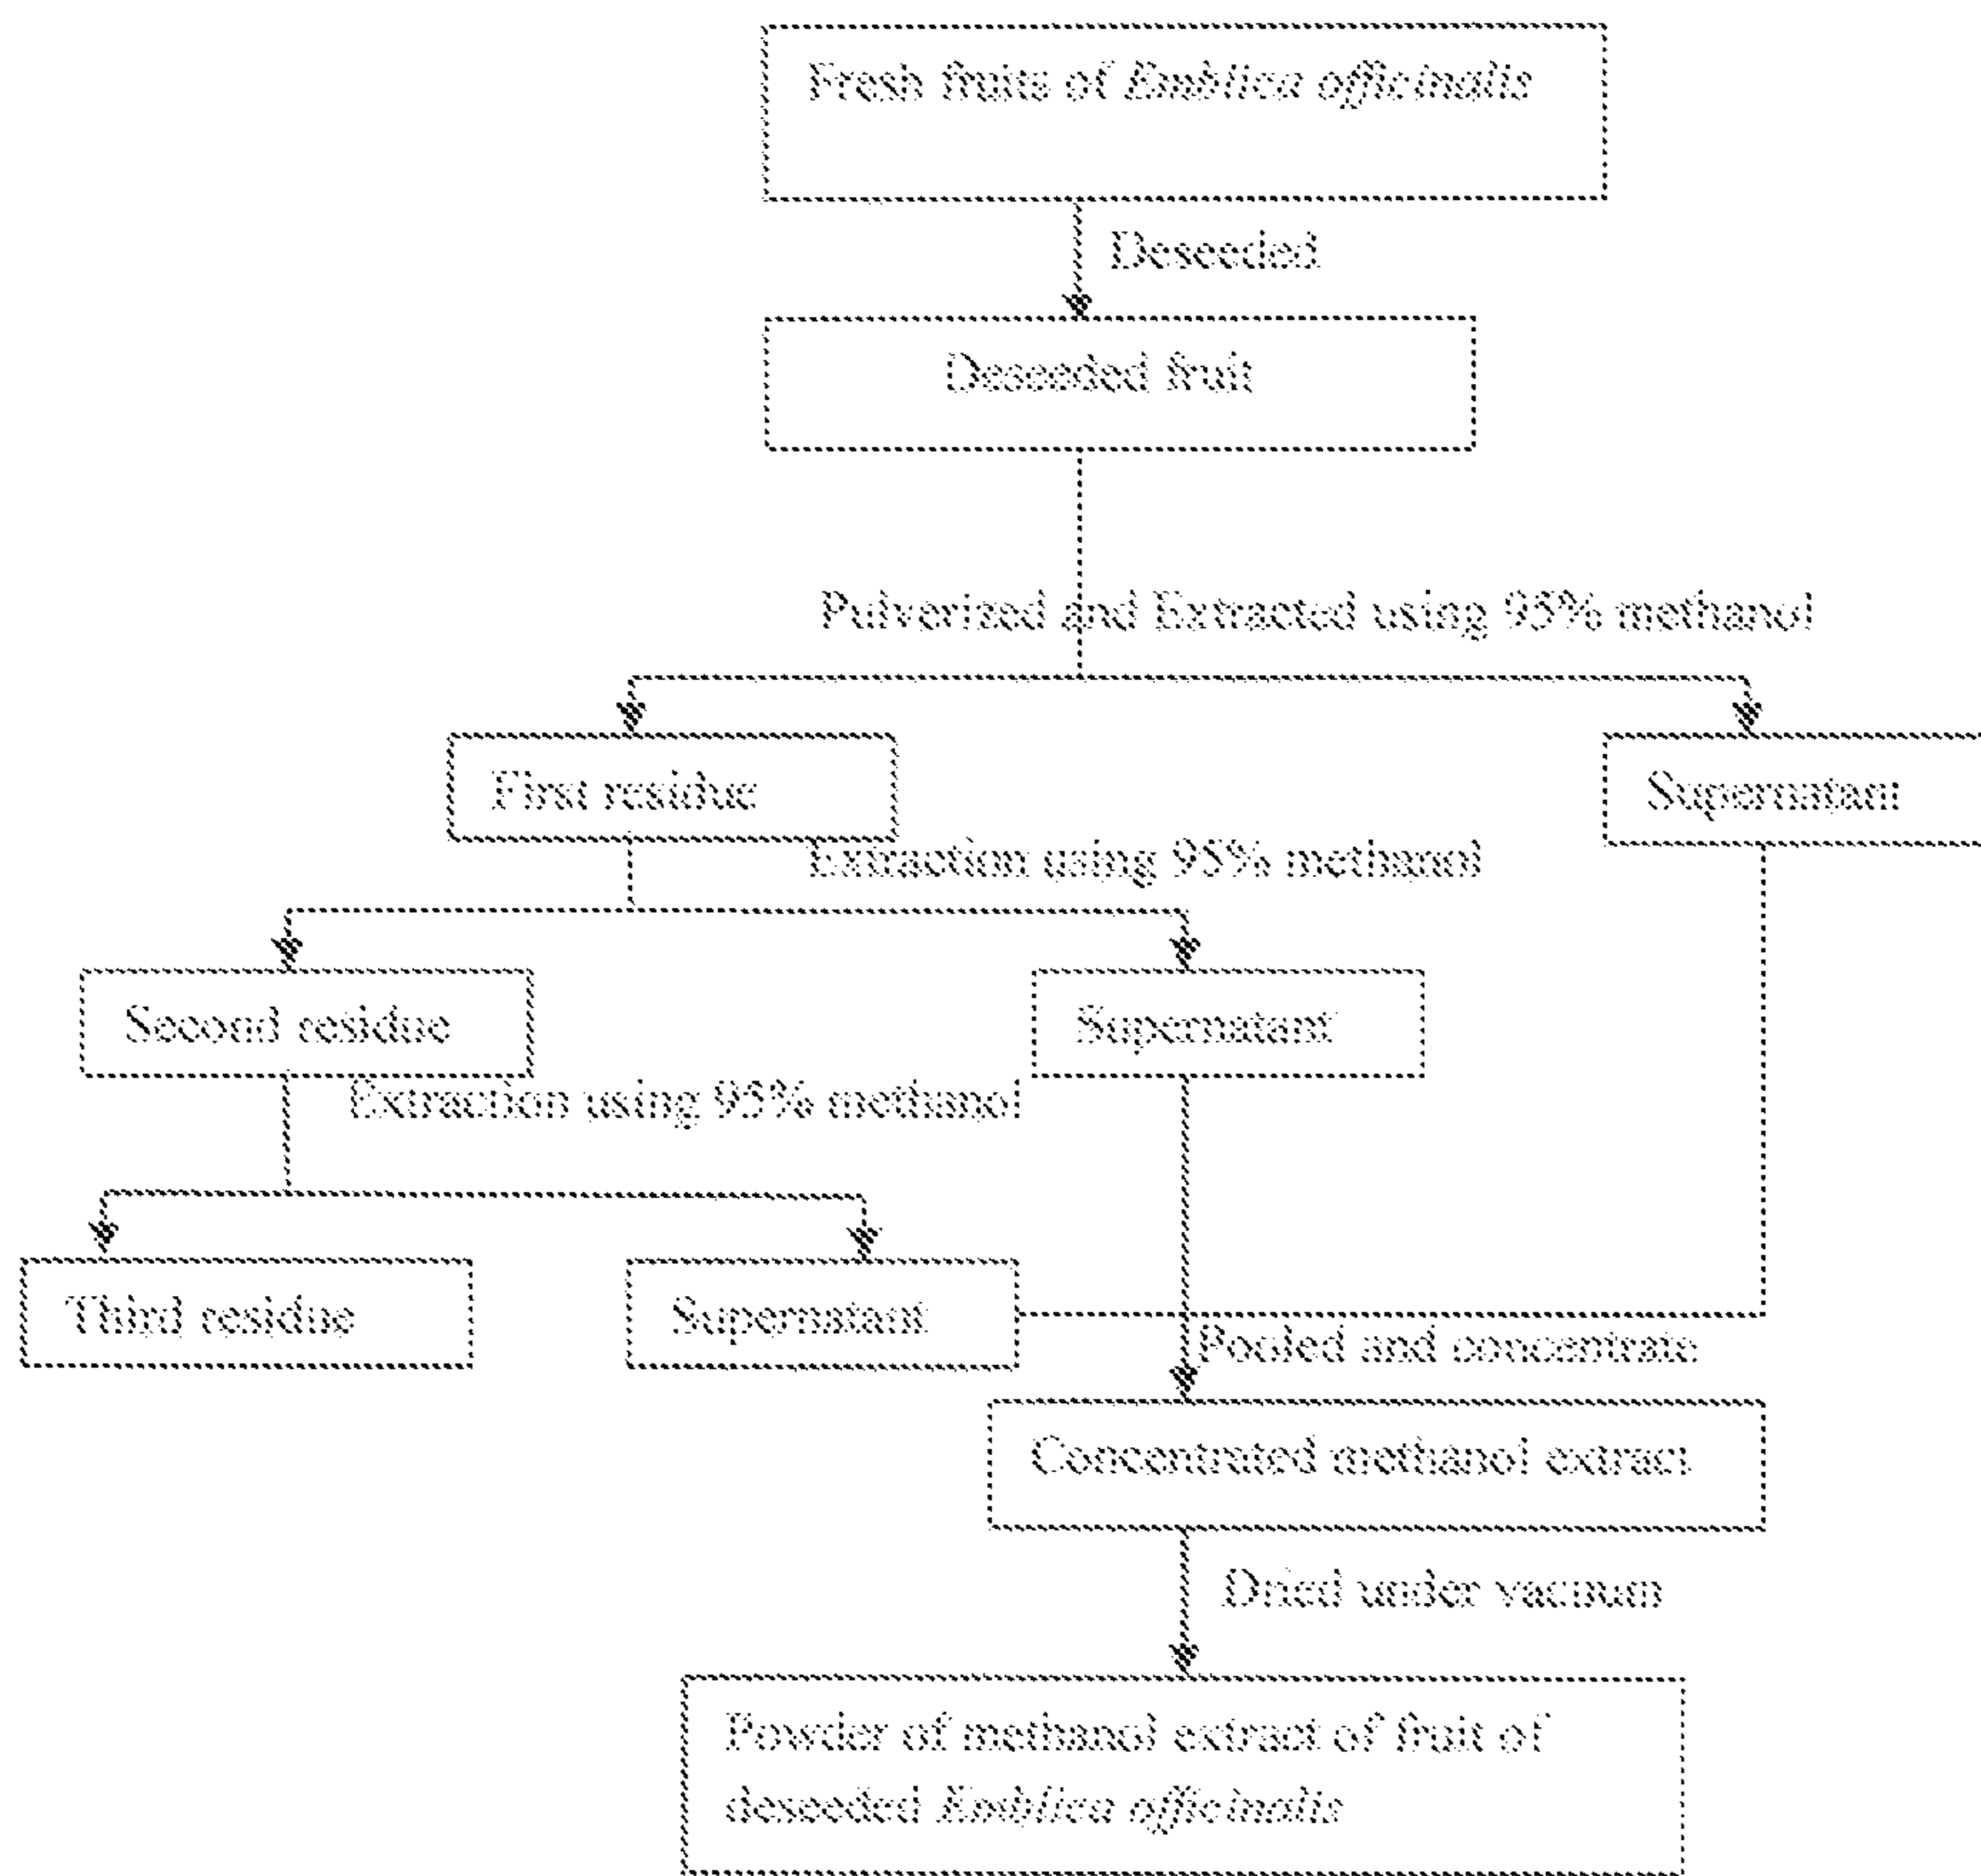 Fresh fruits of Emblica officinalis
Deseeded
Deseeded fruit
Pulverized and Extracted using 95% methanol
First residue
Supernatant
Extraction using 95% methanol
Second residue
Supernatant
Extraction using 95% methanol
Third residue
Supernatant
Pooled and concentrate
Concentrated methanol extract
Dried under vacuum
Powder of methanol extract of fruit of
deseeded Emblica officinalis